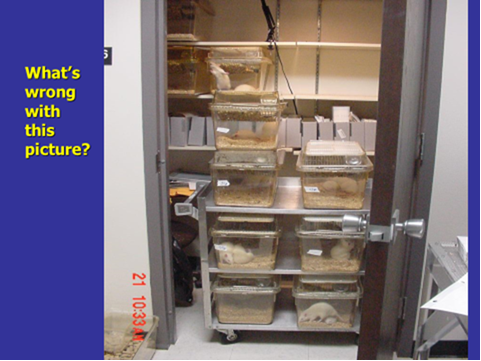 What's
wrong
with
this
picture?
21 10:33